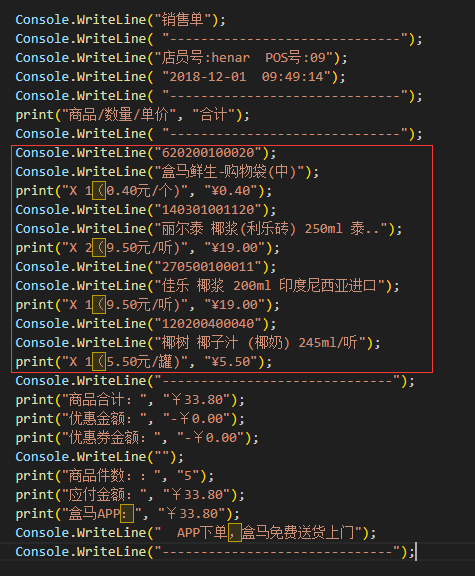 Console.WriteLine("销售单");
Console.WriteLine( "------------------------------");
Console.WriteLine("店员号:henar  POS号:09");
Console.WriteLine( "2018-12-01  09:49:14");
Console.WriteLine( "------------------------------");
print("商品/数量/单价", "合计");
Console.WriteLine( "------------------------------");
Console.WriteLine("620200100020");
Console.WriteLine("盒马鲜生-购物袋(中)");
print("X 1（0.40元/个)", "¥0.40");
Console.WriteLine("140301001120");
Console.WriteLine("丽尔泰 椰浆(利乐砖) 250ml 泰..");
print("X 2（9.50元/听)", "¥19.00");
Console.WriteLine("270500100011");
Console.WriteLine("佳乐 椰浆 200ml 印度尼西亚进口");
print("X 1（9.50元/听)", "¥19.00");
Console.WriteLine("120200400040");
Console.WriteLine("椰树 椰子汁 (椰奶) 245ml/听");
print("X 1（5.50元/罐)", "¥5.50");
Console.WriteLine("------------------------------");
print("商品合计：", "￥33.80");
print("优惠金额：", "-￥0.00");
print("优惠券金额：", "-￥0.00");
Console.WriteLine("");
print("商品件数：：", "5");
print("应付金额：", "￥33.80");
print("盒马APP：", "￥33.80");
Console.WriteLine("  APP下单，盒马免费送货上门");
Console.WriteLine("------------------------------");